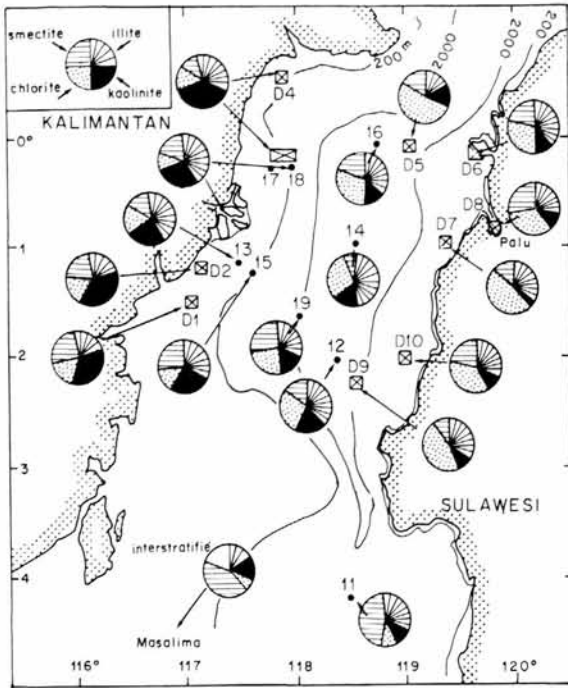 smectite
illite
chlorite
kaolinite
KALIMANTAN
200 m
2000
2000
200
D4
0°
16
D5
D6
17
18
D8
D7
Palu
1
14
13
15
D2
D1
19
2
12
D10
D9
3
SULAWESI
interstratifié
4
11
Masalima
116°
117
118
119
120°